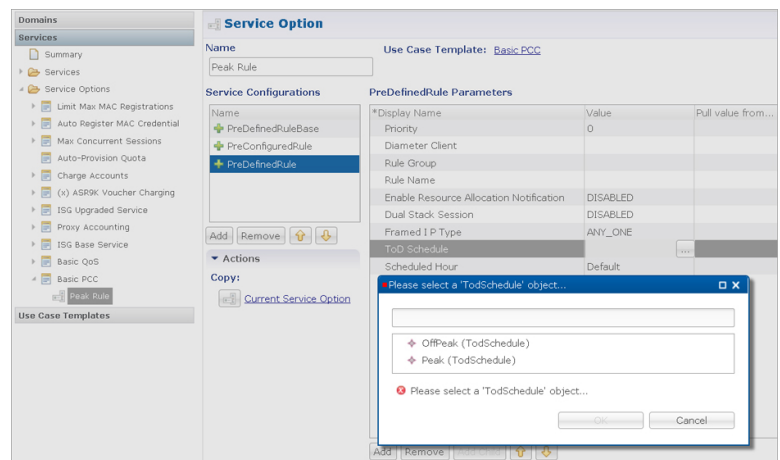 Domains
Services
Summary
Services
Service Options
Limit Max MAC Registrations
Auto Register MAC Credential
Max Concurrent Sessions
Auto-Provision Quota
Charge Accounts
(x) ASR9K Voucher Charging
ISG Upgraded Service
Proxy Accounting
ISG Base Service
Basic QoS
Basic PCC
Peak Rule
Use Case Templates
Service Option
Name
Use Case Template: Basic PCC
Peak Rule
Service Configurations
Name
PreDefinedRuleBase
PreConfiguredRule
PreDefinedRule
Add Remove
Actions
Copy:
Current Service Option
PreDefinedRule Parameters
*Display Name Value Pull value from...
Priority 0
Diameter Client
Rule Group
Rule Name
Enable Resource Allocation Notification DISABLED
Dual Stack Session DISABLED
Framed I P Type ANY_ONE
ToD Schedule ...
Scheduled Hour Default
Please select a 'TodSchedule' object...
OffPeak (TodSchedule)
Peak (TodSchedule)
Please select a 'TodSchedule' object...
OK Cancel
Add Remove Add Child